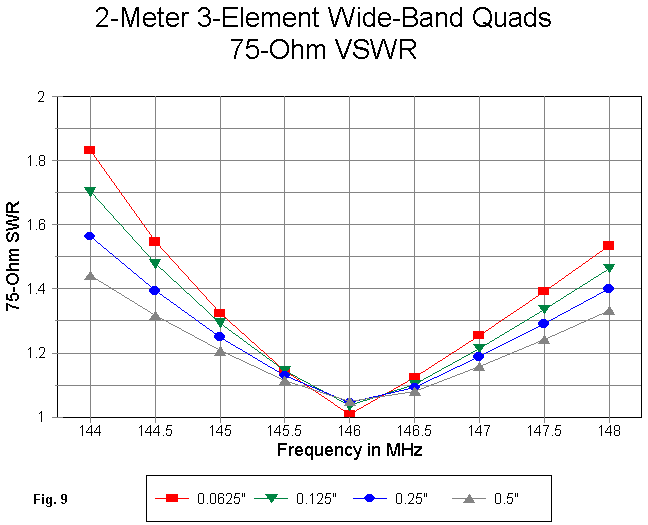 2-Meter 3-Element Wide-Band Quads
75-Ohm VSWR
75-Ohm SWR
2
1.8
1.6
1.4
1.2
1
144 144.5 145 145.5 146 146.5 147 147.5 148
Frequency in MHz
Fig. 9
0.0625" 0.125" 0.25" 0.5"